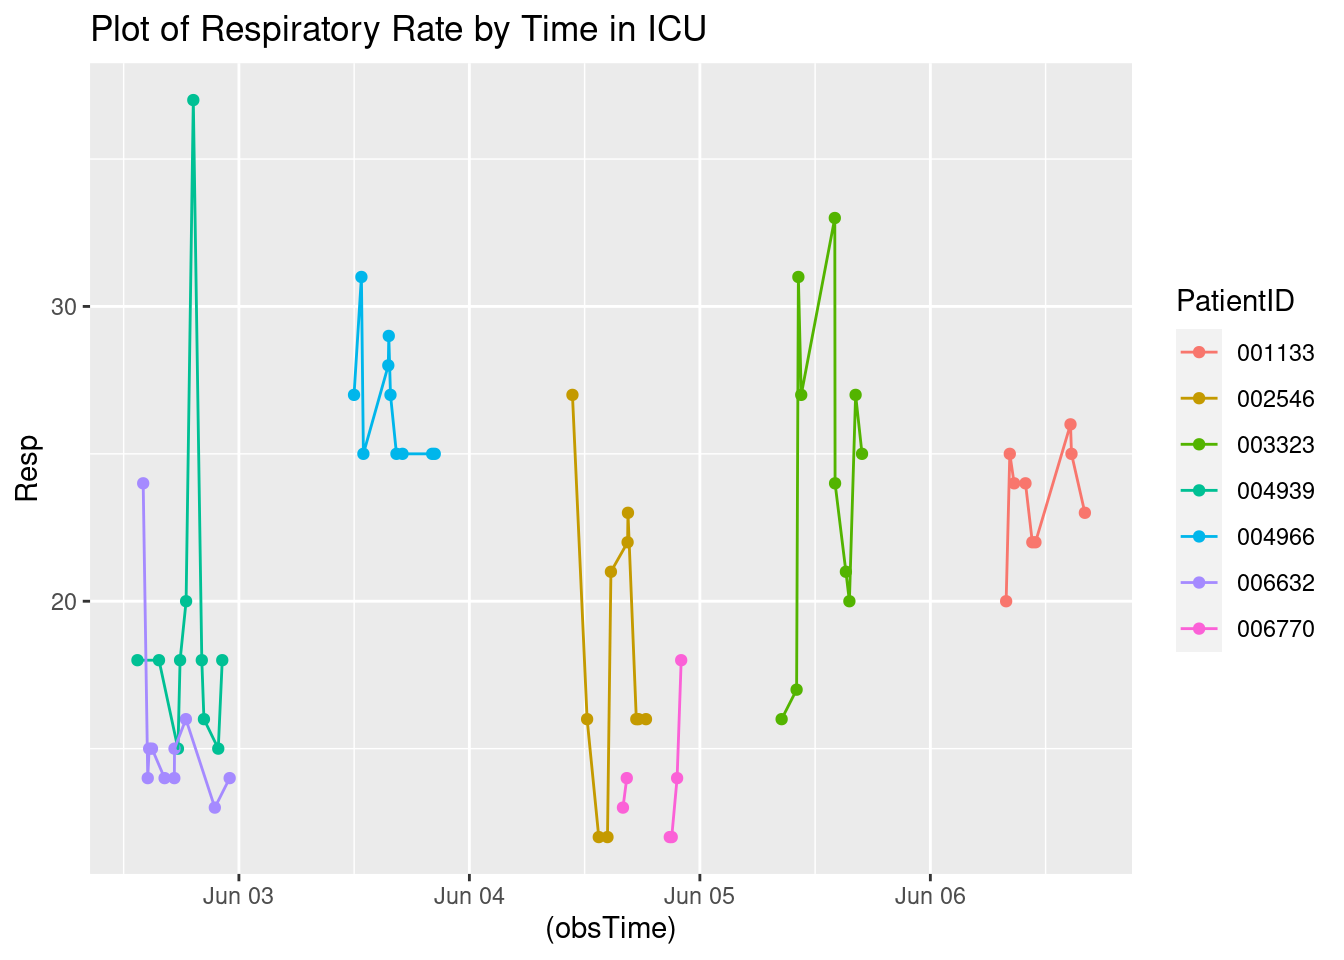 Plot of Respiratory Rate by Time in ICU
Resp
30
20
Jun 03
Jun 04
Jun 05
Jun 06
(obsTime)
PatientID
001133
002546
003323
004939
004966
006632
006770